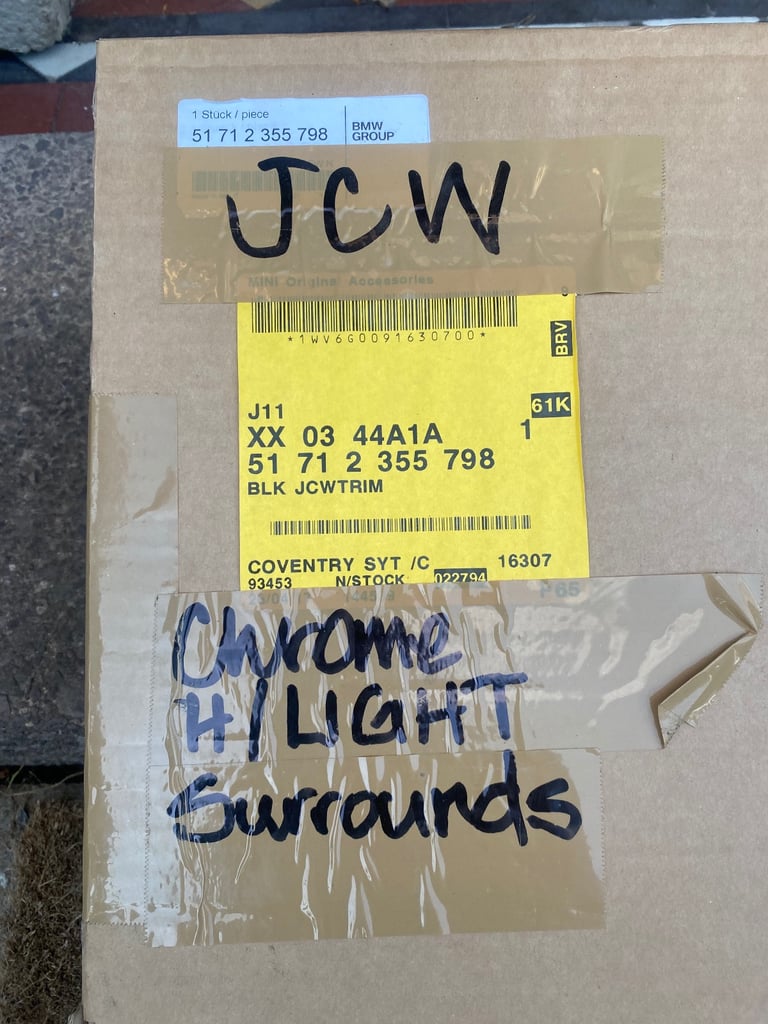 1 Stück / piece
51 71 2 355 798
BMW
GROUP
JCW
MINI Original Accessories
*1WV6G0091630700*
BRV
J11
61K
XX 03 44A1A 1
51 71 2 355 798
BLK JCWTRIM
COVENTRY SYT /C 16307
93453 N/STOCK 022794
P65
Chrome
H/LIGHT
Surrounds